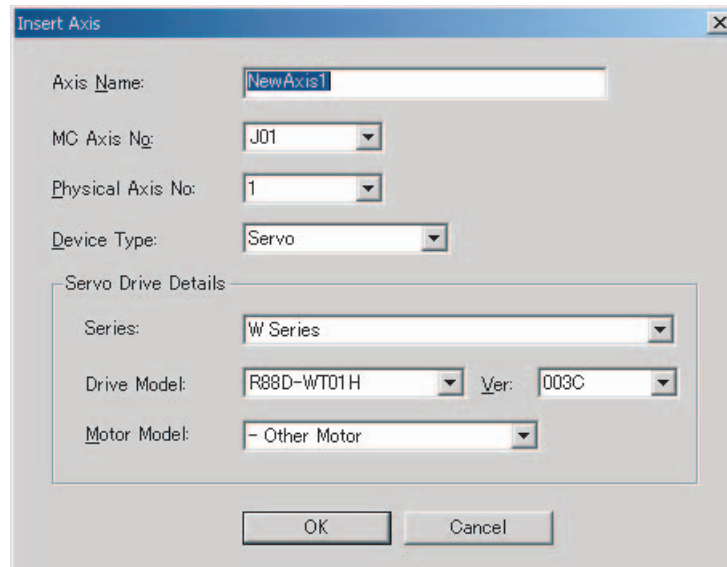 Insert Axis
Axis Name: NewAxis1
MC Axis No: J01
Physical Axis No: 1
Device Type: Servo
Servo Drive Details
Series: W Series
Drive Model: R88D-WT01H Ver: 003C
Motor Model: - Other Motor
OK Cancel